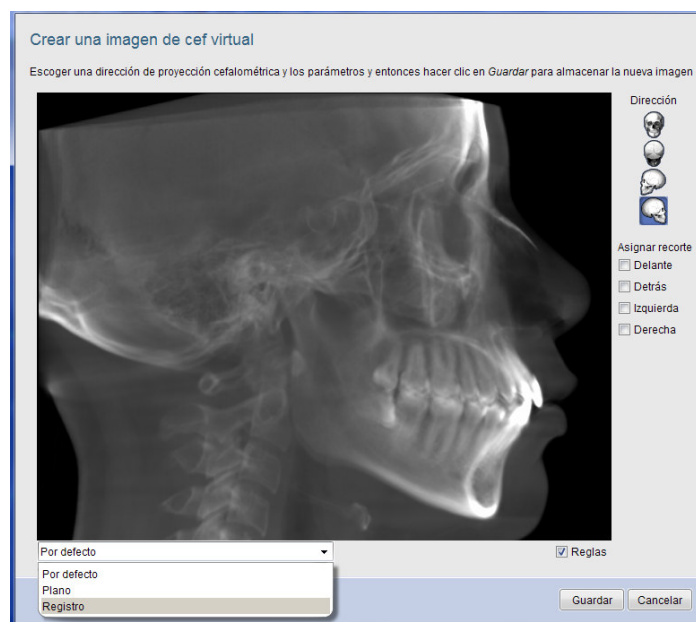 Crear una imagen de cef virtual
Escoger una dirección de proyección cefalométrica y los parámetros y entonces hacer clic en Guardar para almacenar la nueva imagen
Dirección
Asignar recorte
Delante
Detrás
Izquierda
Derecha
Por defecto
Reglas
Por defecto
Plano
Registro
Guardar
Cancelar